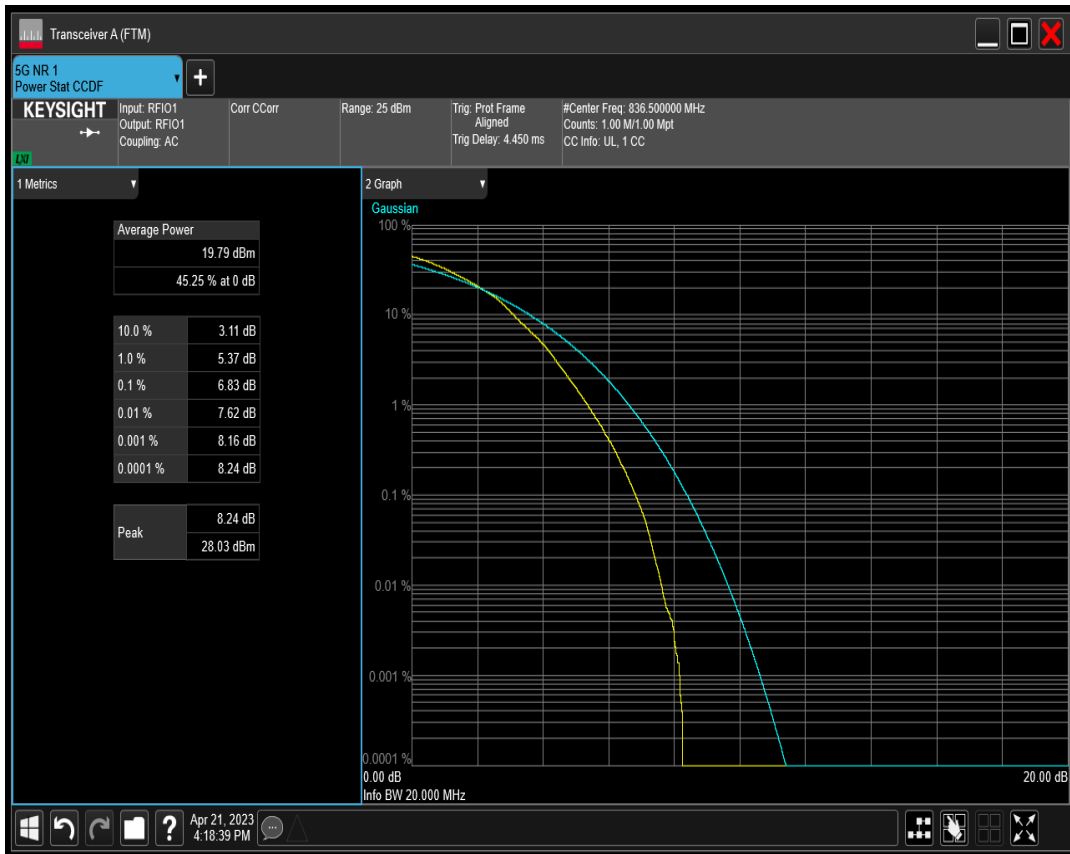 Transceiver A (FTM)
5G NR 1
Power Stat CCDF
+
KEYSIGHT
LXI
Input: RFIO1
Output: RFIO1
Coupling: AC
Corr CCorr
Range: 25 dBm
Trig: Prot Frame
Aligned
Trig Delay: 4.450 ms
#Center Freq: 836.500000 MHz
Counts: 1.00 M/1.00 Mpt
CC Info: UL, 1 CC
1 Metrics
Average Power
19.79 dBm
45.25 % at 0 dB
10.0 % 3.11 dB
1.0 % 5.37 dB
0.1 % 6.83 dB
0.01 % 7.62 dB
0.001 % 8.16 dB
0.0001 % 8.24 dB
Peak
8.24 dB
28.03 dBm
2 Graph
Gaussian
100 %
10 %
1 %
0.1 %
0.01 %
0.001 %
0.0001 %
0.00 dB 20.00 dB
Info BW 20.000 MHz
?
Apr 21, 2023
4:18:39 PM